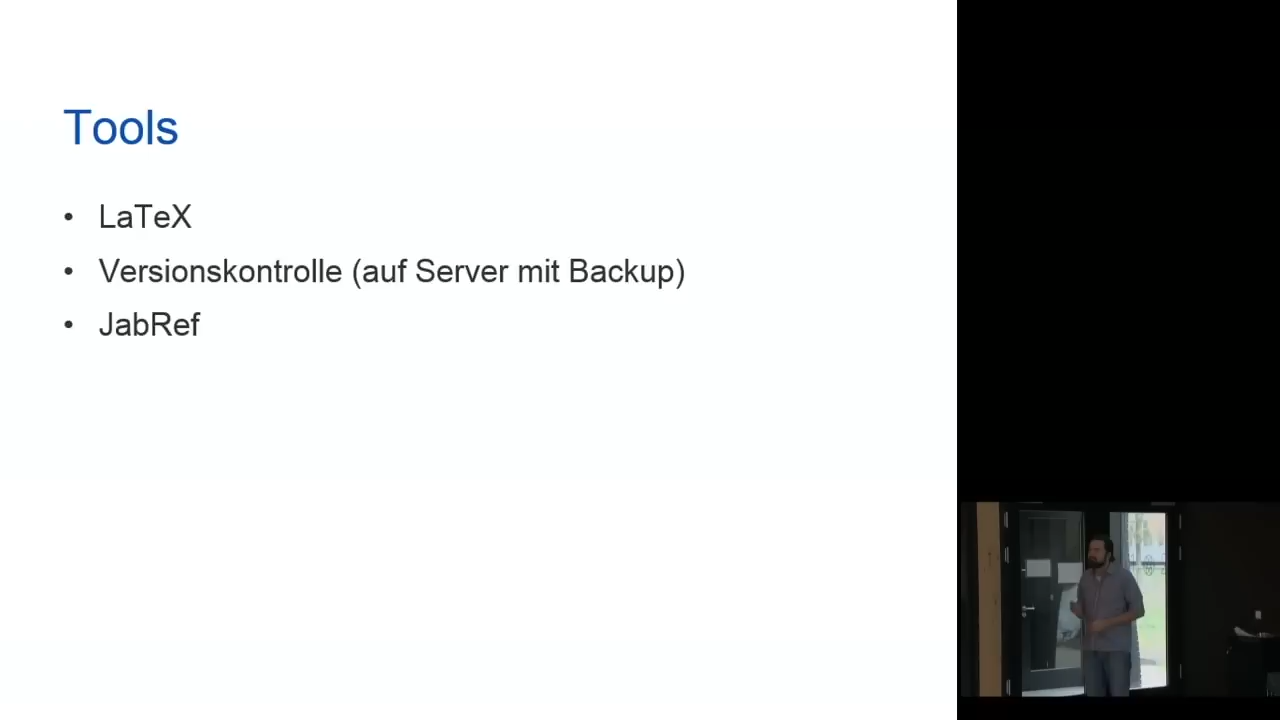 Tools
• LaTeX
• Versionskontrolle (auf Server mit Backup)
• JabRef